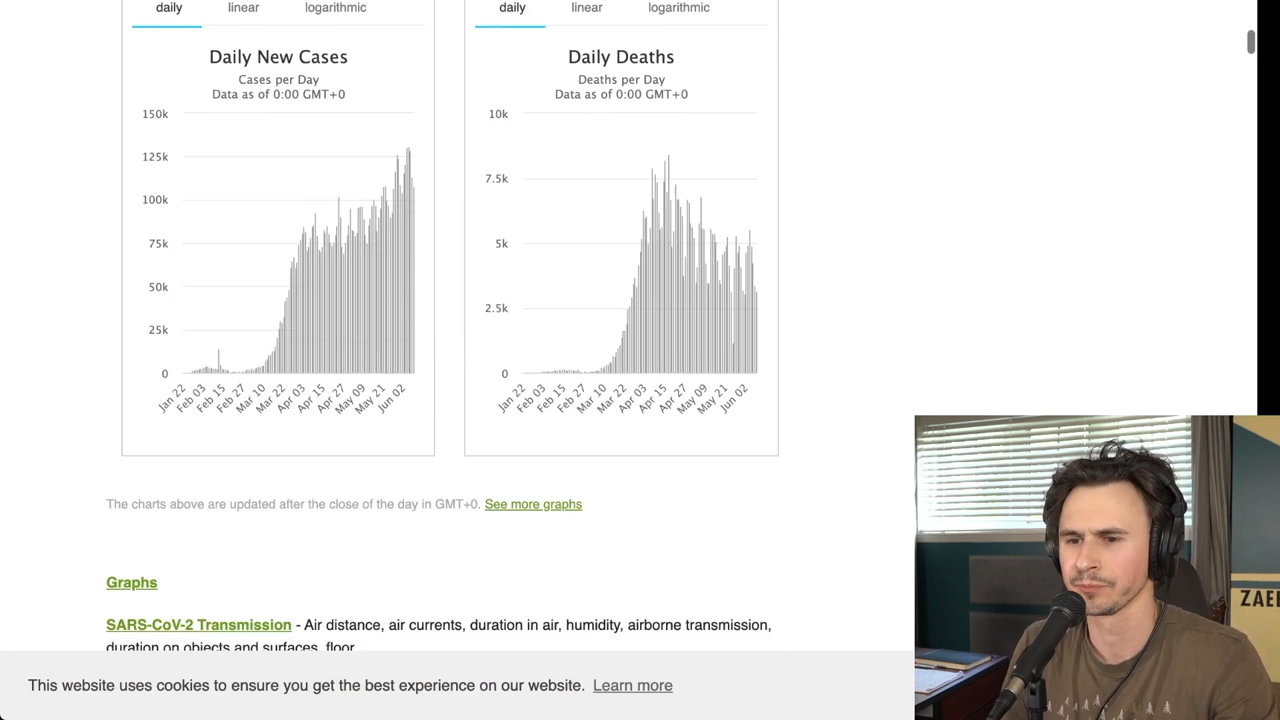 daily linear logarithmic
daily linear logarithmic
Daily New Cases
Cases per Day
Data as of 0:00 GMT+0
150k
125k
100k
75k
50k
25k
0
Jan 22
Feb 03
Feb 15
Feb 27
Mar 10
Mar 22
Apr 03
Apr 15
Apr 27
May 09
May 21
Jun 02
Daily Deaths
Deaths per Day
Data as of 0:00 GMT+0
10k
7.5k
5k
2.5k
0
Jan 22
Feb 03
Feb 15
Feb 27
Mar 10
Mar 22
Apr 03
Apr 15
Apr 27
May 09
May 21
Jun 02
The charts above are updated after the close of the day in GMT+0. See more graphs
Graphs
SARS-CoV-2 Transmission - Air distance, air currents, duration in air, humidity, airborne transmission,
duration on objects and surfaces, floor
This website uses cookies to ensure you get the best experience on our website. Learn more